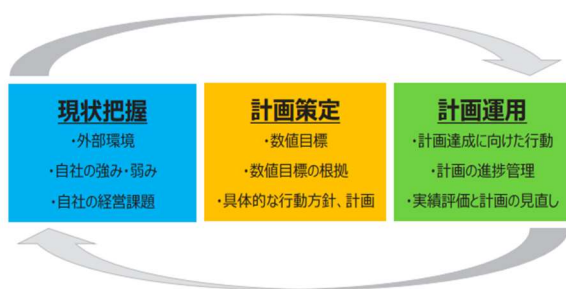 現状把握
・外部環境
・自社の強み・弱み
・自社の経営課題
計画策定
・数値目標
・数値目標の根拠
・具体的な行動方針、計画
計画運用
・計画達成に向けた行動
・計画の進捗管理
・実績評価と計画の見直し